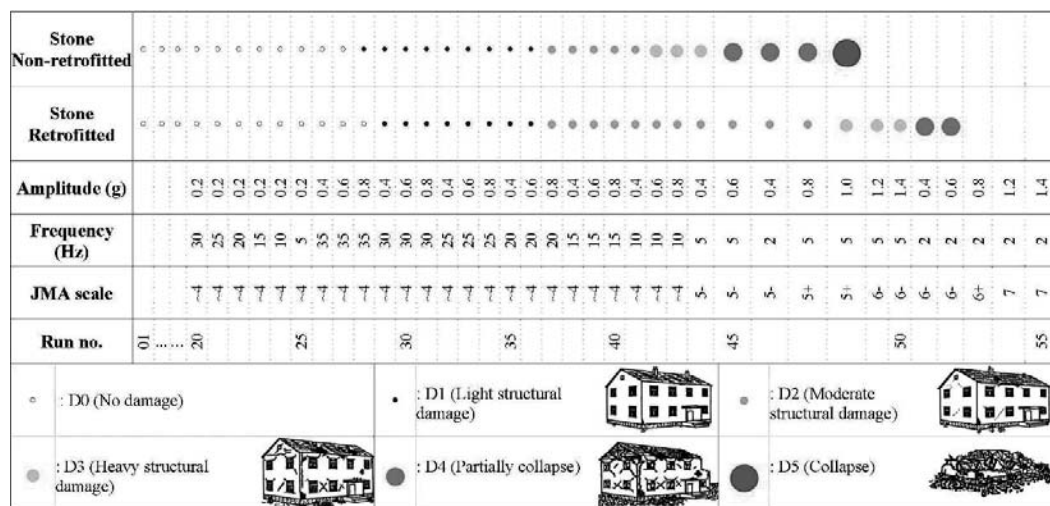 Stone
Non-retrofitted
Stone
Retrofitted
Amplitude (g) 0.2 0.2 0.2 0.2 0.2 0.2 0.4 0.6 0.8 0.4 0.6 0.8 0.4 0.6 0.8 0.4 0.6 0.8 0.4 0.6 0.8 0.4 0.6 0.8 0.4 0.6 0.4 0.8 1.0 1.2 1.4 0.4 0.6 0.8 1.2 1.4
Frequency
(Hz) 30 25 20 15 10 5 35 35 35 30 30 30 25 25 25 20 20 20 15 15 15 10 10 10 5 5 2 5 5 5 5 2 2 2 2 2
JMA scale ~4 ~4 ~4 ~4 ~4 ~4 ~4 ~4 ~4 ~4 ~4 ~4 ~4 ~4 ~4 ~4 ~4 ~4 ~4 ~4 ~4 ~4 ~4 ~4 5- 5- 5- 5+ 5+ 6- 6- 6- 6- 6+ 7 7
Run no. 01 ... ... 20 25 30 35 40 45 50 55
: D0 (No damage)
: D1 (Light structural
damage)
: D2 (Moderate
structural damage)
: D3 (Heavy structural
damage)
: D4 (Partially collapse)
: D5 (Collapse)